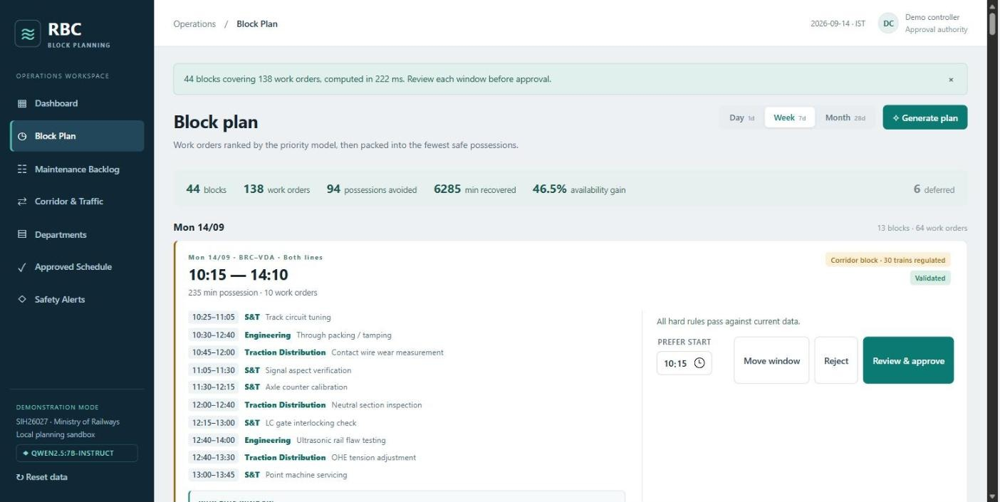 RBC
BLOCK PLANNING
OPERATIONS WORKSPACE
Dashboard
Block Plan
Maintenance Backlog
Corridor & Traffic
Departments
Approved Schedule
Safety Alerts
DEMONSTRATION MODE
SIH26027 · Ministry of Railways
Local planning sandbox
◆ QWEN2.5:7B-INSTRUCT
↻ Reset data
Operations / Block Plan
2026-09-14 · IST
DC
Demo controller
Approval authority
44 blocks covering 138 work orders, computed in 222 ms. Review each window before approval. ×
Block plan
Day 1d Week 7d Month 28d
✧ Generate plan
Work orders ranked by the priority model, then packed into the fewest safe possessions.
44 blocks 138 work orders 94 possessions avoided 6285 min recovered 46.5% availability gain 6 deferred
Mon 14/09
13 blocks · 64 work orders
Mon 14/09 · BRC–VDA · Both lines
10:15 — 14:10
235 min possession · 10 work orders
Corridor block · 30 trains regulated
Validated
10:25–11:05 S&T Track circuit tuning
10:30–12:40 Engineering Through packing / tamping
10:45–12:00 Traction Distribution Contact wire wear measurement
11:05–11:30 S&T Signal aspect verification
11:30–12:15 S&T Axle counter calibration
12:00–12:40 Traction Distribution Neutral section inspection
12:15–13:00 S&T LC gate interlocking check
12:40–14:00 Engineering Ultrasonic rail flaw testing
12:40–13:30 Traction Distribution OHE tension adjustment
13:00–13:45 S&T Point machine servicing
All hard rules pass against current data.
PREFER START
10:15
Move window
Reject
Review & approve